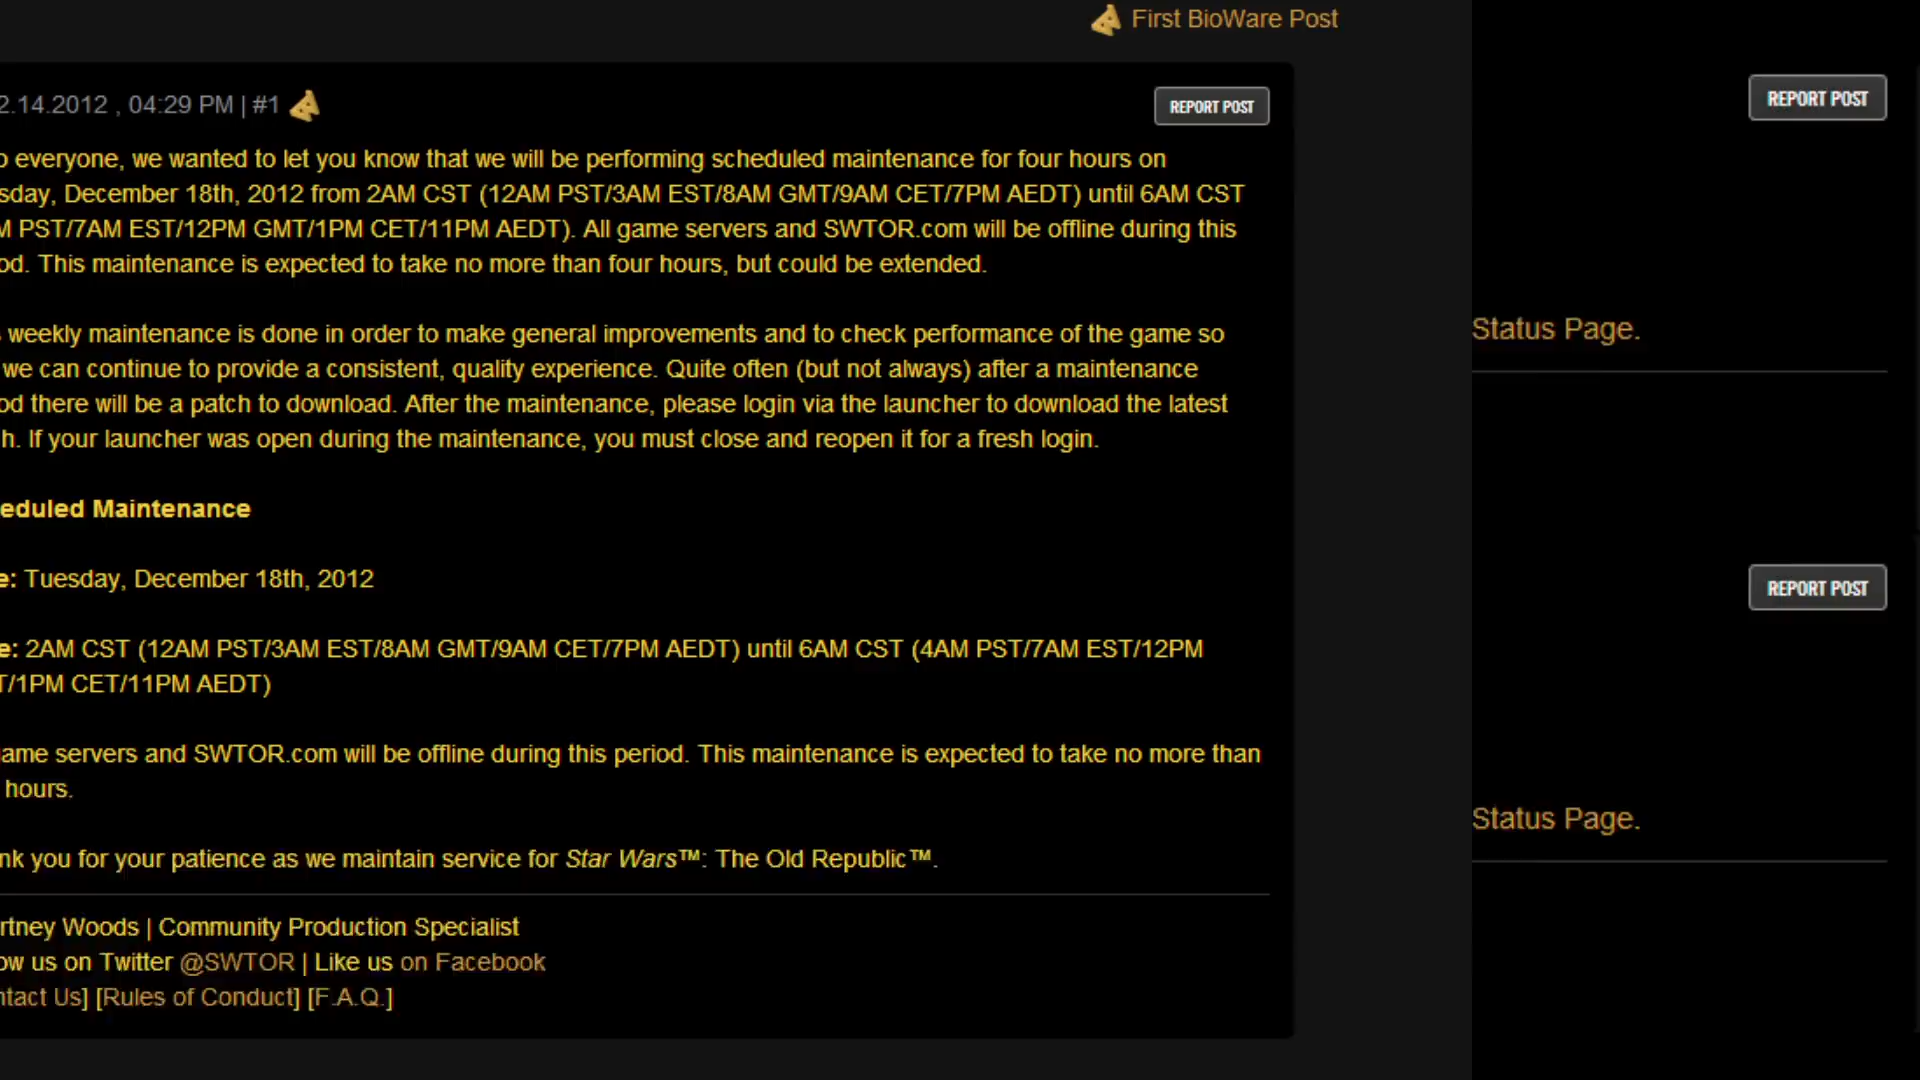 First BioWare Post
2.14.2012 , 04:29 PM | #1
REPORT POST
everyone, we wanted to let you know that we will be performing scheduled maintenance for four hours on
sday, December 18th, 2012 from 2AM CST (12AM PST/3AM EST/8AM GMT/9AM CET/7PM AEDT) until 6AM CST
M PST/7AM EST/12PM GMT/1PM CET/11PM AEDT). All game servers and SWTOR.com will be offline during this
od. This maintenance is expected to take no more than four hours, but could be extended.
weekly maintenance is done in order to make general improvements and to check performance of the game so
we can continue to provide a consistent, quality experience. Quite often (but not always) after a maintenance
od there will be a patch to download. After the maintenance, please login via the launcher to download the latest
h. If your launcher was open during the maintenance, you must close and reopen it for a fresh login.
eduled Maintenance
e: Tuesday, December 18th, 2012
e: 2AM CST (12AM PST/3AM EST/8AM GMT/9AM CET/7PM AEDT) until 6AM CST (4AM PST/7AM EST/12PM
T/1PM CET/11PM AEDT)
ame servers and SWTOR.com will be offline during this period. This maintenance is expected to take no more than
hours.
nk you for your patience as we maintain service for Star Wars™: The Old Republic™.
rtney Woods | Community Production Specialist
ow us on Twitter @SWTOR | Like us on Facebook
ntact Us] [Rules of Conduct] [F.A.Q.]
REPORT POST
Status Page.
REPORT POST
Status Page.